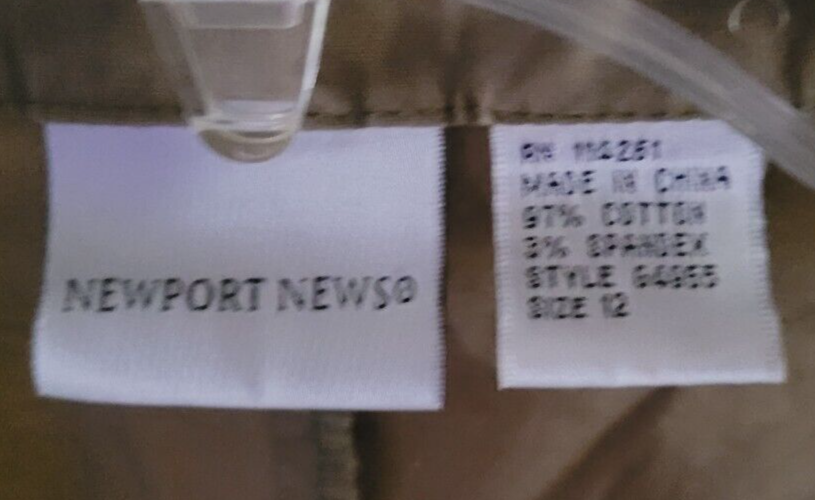 NEWPORT NEWS®
RN
MADE IN CHINA
97% COTTON
3% SPANDEX
STYLE
SIZE 12